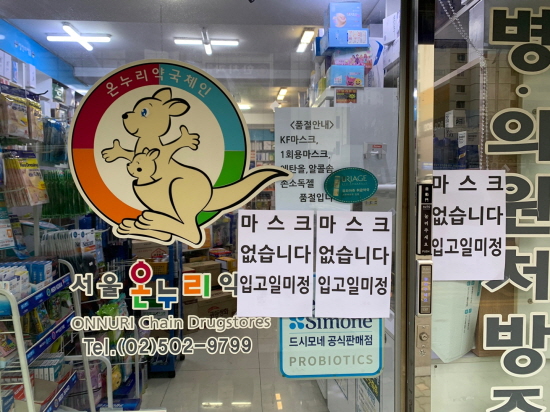 온누리약국체인
서울 온누리 약
ONNURI Chain Drugstores
Tel.(02)502-9799
<품절안내>
KF마스크,
1회용마스크,
에탄올,알콜솜
손소독젤
품절입니
URIAGE
마스크
없습니다
입고일미정
마스크
없습니다
입고일미정
마스크
없습니다
입고일미정
Simone
드시모네 공식판매점
PROBIOTICS
병·의원처방조